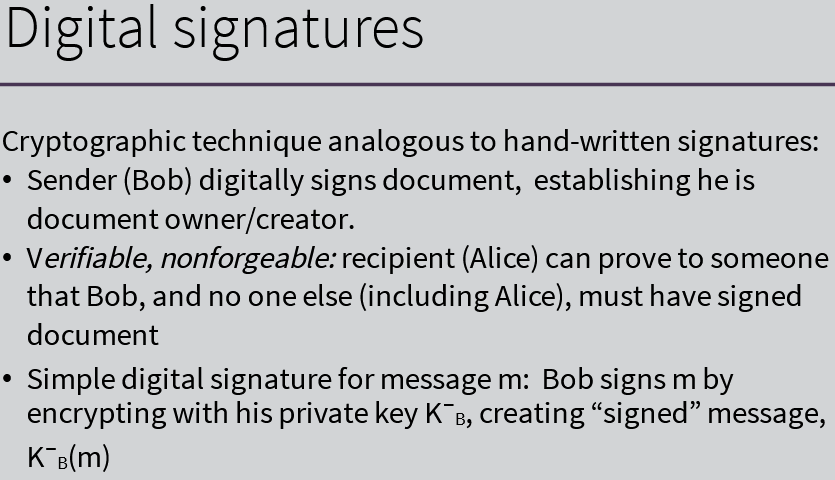 Digital signatures
Cryptographic technique analogous to hand-written signatures:
• Sender (Bob) digitally signs document,  establishing he is
document owner/creator.
• Verifiable, nonforgeable: recipient (Alice) can prove to someone
that Bob, and no one else (including Alice), must have signed
document
• Simple digital signature for message m:  Bob signs m by
encrypting with his private key K⁻B, creating “signed” message,
K⁻B(m)